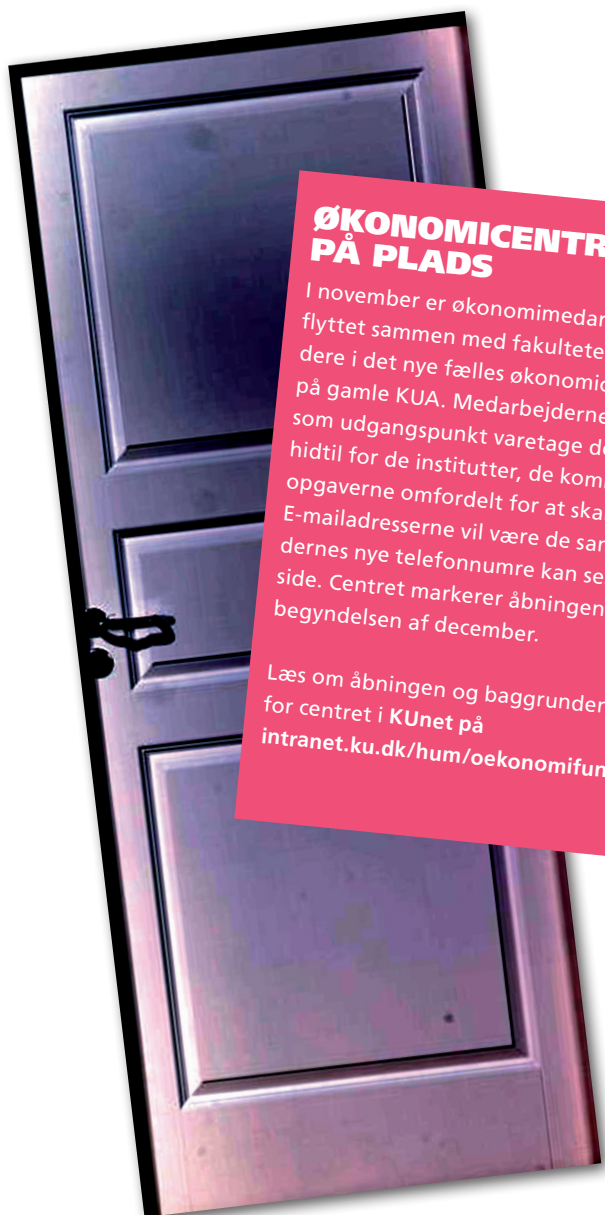 ØKONOMICENTR
PÅ PLADS
I november er økonomimedar
flyttet sammen med fakultete
dere i det nye fælles økonomic
på gamle KUA. Medarbejderne
som udgangspunkt varetage de
hidtil for de institutter, de komm
opgaverne omfordelt for at ska
E-mailadresserne vil være de sam
dernes nye telefonnumre kan se
side. Centret markerer åbningen
begyndelsen af december.
Læs om åbningen og baggrunden
for centret i KUnet på
intranet.ku.dk/hum/oekonomifun